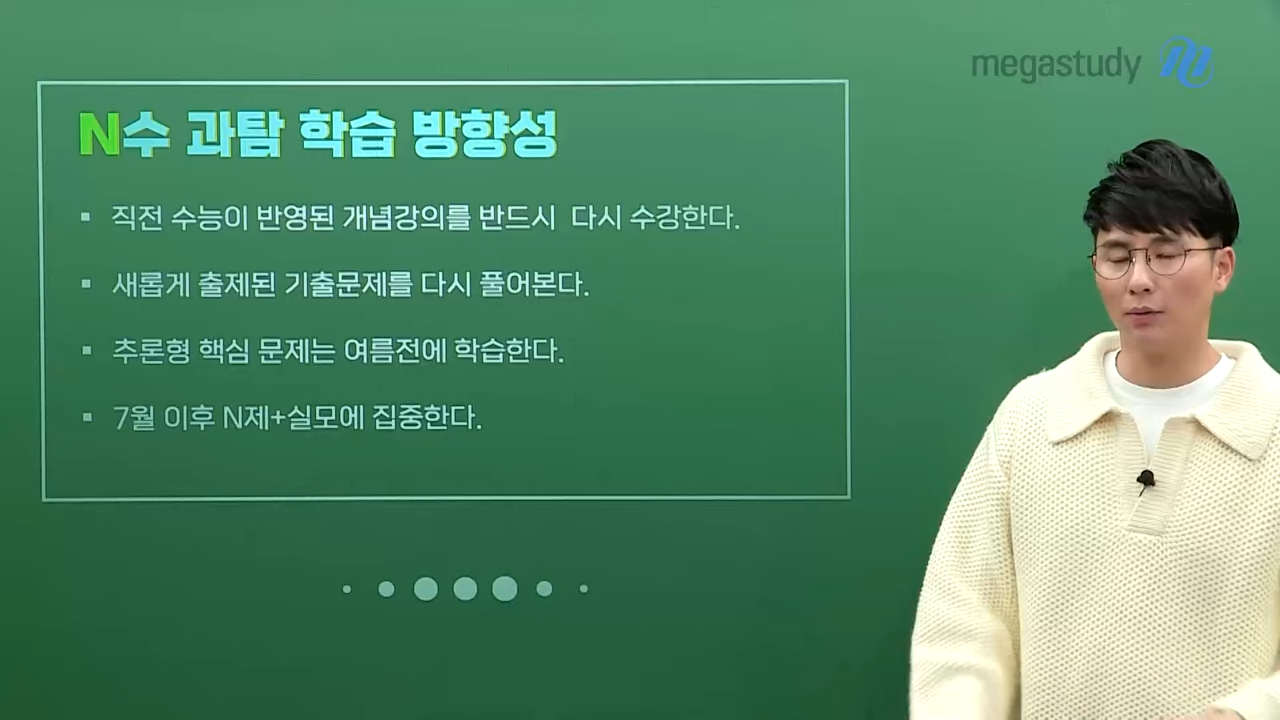 megastudy
N수 과탐 학습 방향성
▪ 직전 수능이 반영된 개념강의를 반드시 다시 수강한다.
▪ 새롭게 출제된 기출문제를 다시 풀어본다.
▪ 추론형 핵심 문제는 여름전에 학습한다.
▪ 7월 이후 N제+실모에 집중한다.